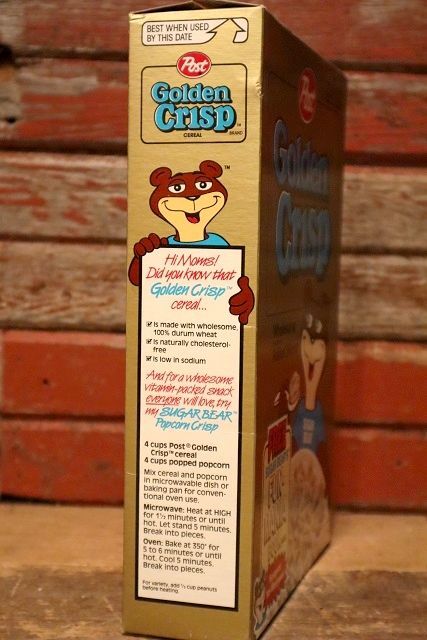 BEST WHEN USED
BY THIS DATE
Post
Golden
Crisp™
CEREAL BRAND
Hi Moms!
Did you know that
Golden Crisp™
cereal...
Is made with wholesome,
100% durum wheat
Is naturally cholesterol-
free
Is low in sodium
And for a wholesome
vitamin-packed snack
everyone will love, try
my SUGAR BEAR™
Popcorn Crisp
4 cups Post® Golden
Crisp™ cereal
4 cups popped popcorn
Mix cereal and popcorn
in microwavable dish or
baking pan for conven-
tional oven use.
Microwave: Heat at HIGH
for 1½ minutes or until
hot. Let stand 5 minutes.
Break into pieces.
Oven: Bake at 350° for
5 to 6 minutes or until
hot. Cool 5 minutes.
Break into pieces.
For variety, add ½ cup peanuts
before heating.
Post
Golden
Crisp